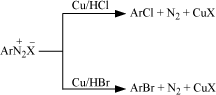 Cu/HCl
ArCl + N₂ + CuX
ArN₂⁺X⁻
Cu/HBr
ArBr + N₂ + CuX